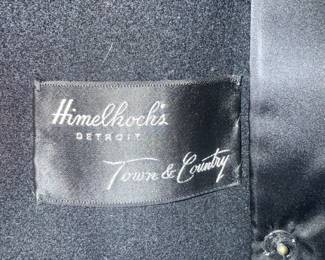 Himelhoch's
DETROIT
Town & Country